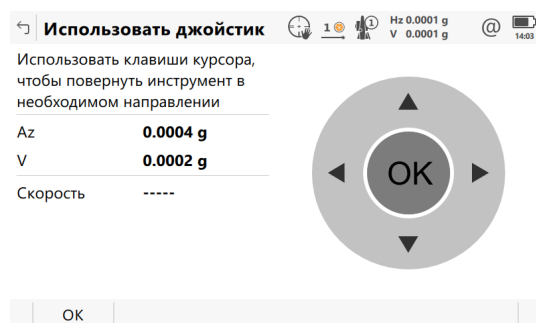 Использовать джойстик
1
1
Hz 0.0001 g
V 0.0001 g
@
14:03
Использовать клавиши курсора,
чтобы повернуть инструмент в
необходимом направлении
Az 0.0004 g
V 0.0002 g
Скорость -----
OK
ОК